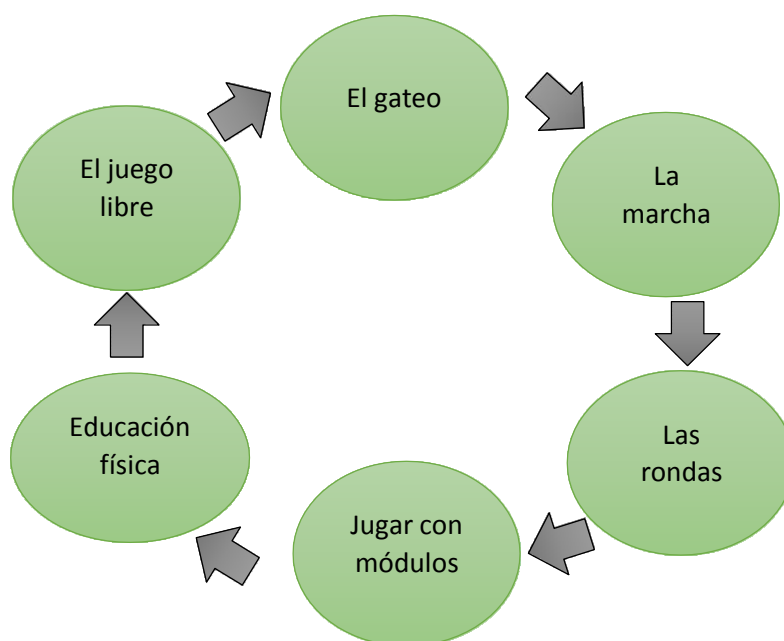 El gateo
La
marcha
Las
rondas
Jugar con
módulos
Educación
física
El juego
libre